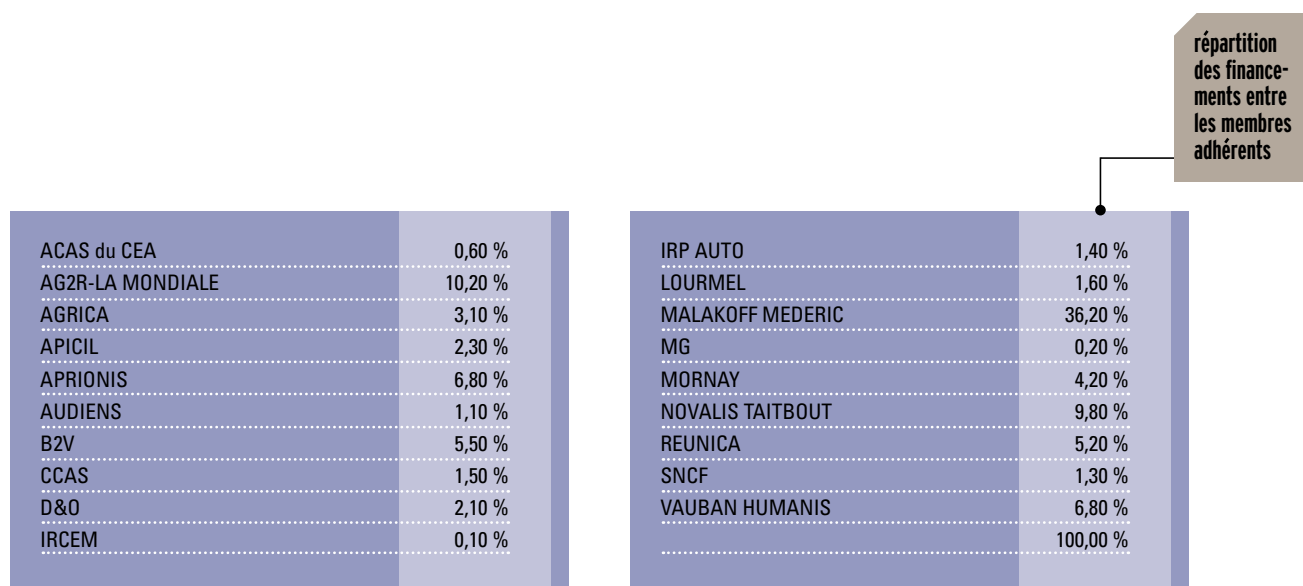 répartition
des finance-
ments entre
les membres
adhérents
ACAS du CEA 0,60 %
AG2R-LA MONDIALE 10,20 %
AGRICA 3,10 %
APICIL 2,30 %
APRIONIS 6,80 %
AUDIENS 1,10 %
B2V 5,50 %
CCAS 1,50 %
D&O 2,10 %
IRCEM 0,10 %
IRP AUTO 1,40 %
LOURMEL 1,60 %
MALAKOFF MEDERIC 36,20 %
MG 0,20 %
MORNAY 4,20 %
NOVALIS TAITBOUT 9,80 %
REUNICA 5,20 %
SNCF 1,30 %
VAUBAN HUMANIS 6,80 %
100,00 %